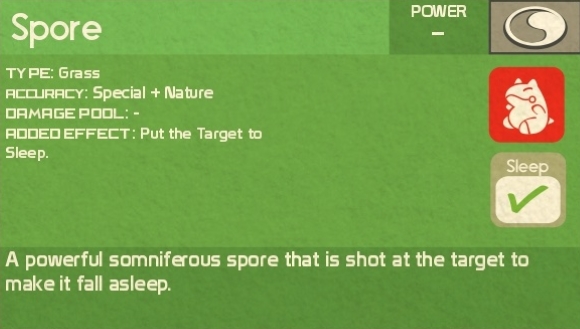 Spore
POWER
–
TYPE: Grass
ACCURACY: Special + Nature
DAMAGE POOL: -
ADDED EFFECT: Put the Target to
Sleep.
Sleep
A powerful somniferous spore that is shot at the target to
make it fall asleep.